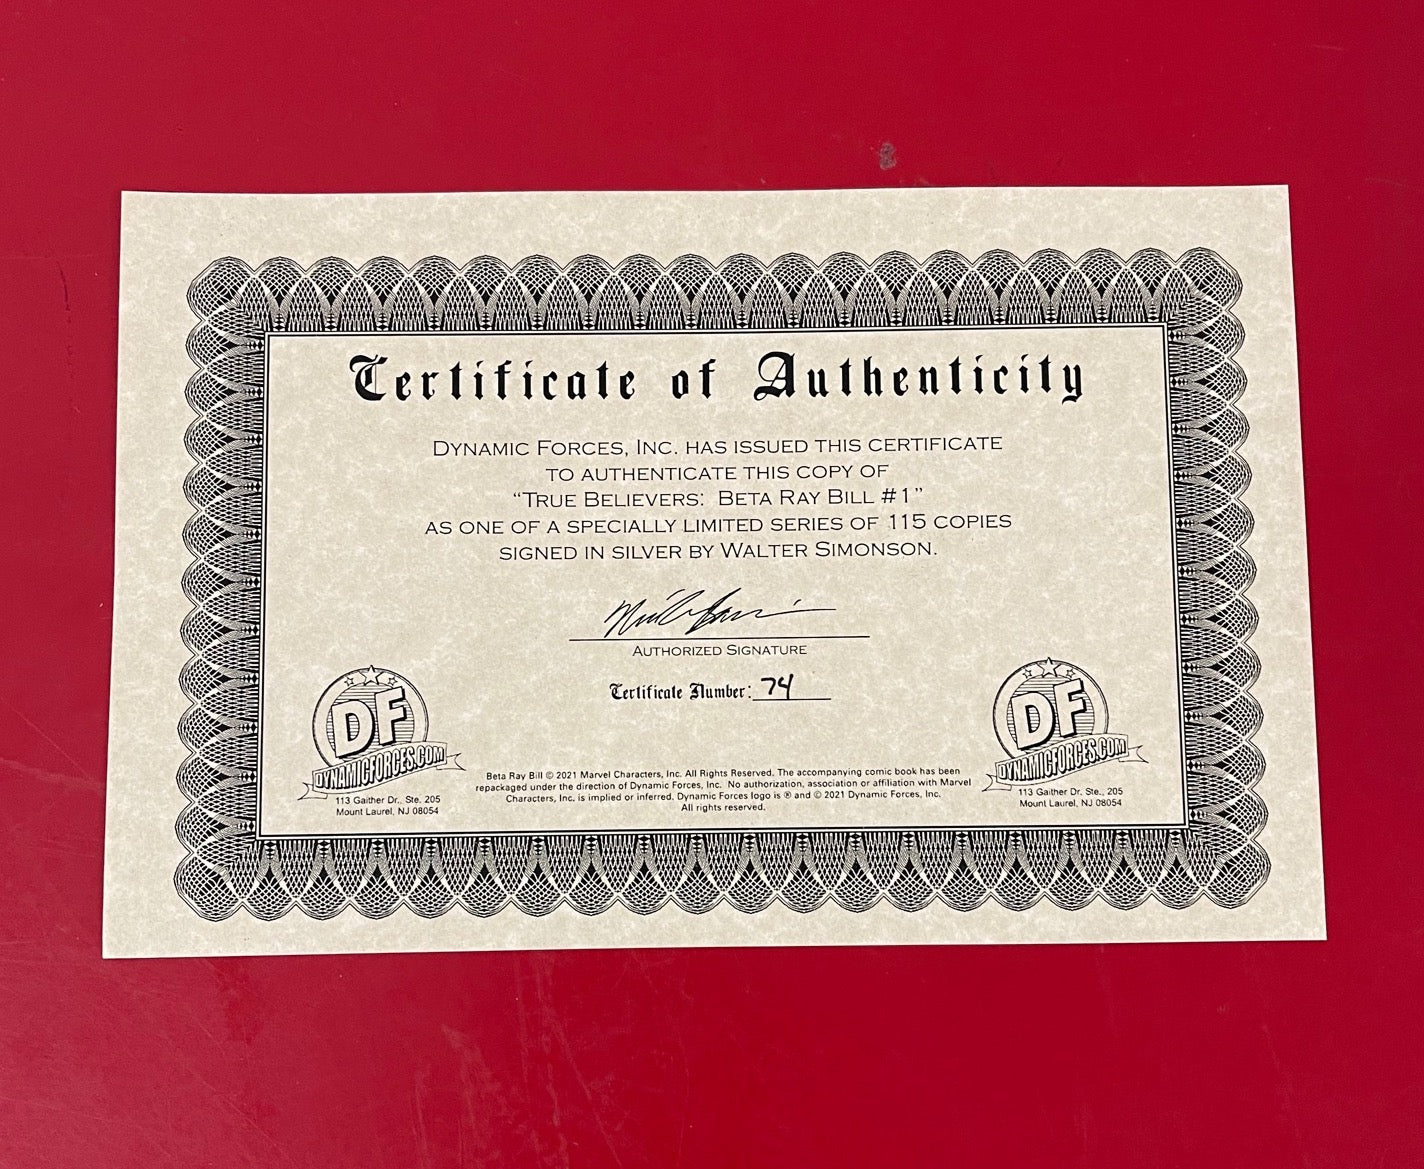 Certificate of Authenticity
DYNAMIC FORCES, INC. HAS ISSUED THIS CERTIFICATE
TO AUTHENTICATE THIS COPY OF
“TRUE BELIEVERS: BETA RAY BILL #1”
AS ONE OF A SPECIALLY LIMITED SERIES OF 115 COPIES
SIGNED IN SILVER BY WALTER SIMONSON.
AUTHORIZED SIGNATURE
Certificate Number: 74
DF
DYNAMICFORCES.COM
113 Gaither Dr., Ste. 205
Mount Laurel, NJ 08054
Beta Ray Bill © 2021 Marvel Characters, Inc. All Rights Reserved. The accompanying comic book has been
repackaged under the direction of Dynamic Forces, Inc. No authorization, association or affiliation with Marvel
Characters, Inc. is implied or inferred. Dynamic Forces logo is ® and © 2021 Dynamic Forces, Inc.
All rights reserved.
DF
DYNAMICFORCES.COM
113 Gaither Dr. Ste., 205
Mount Laurel, NJ 08054